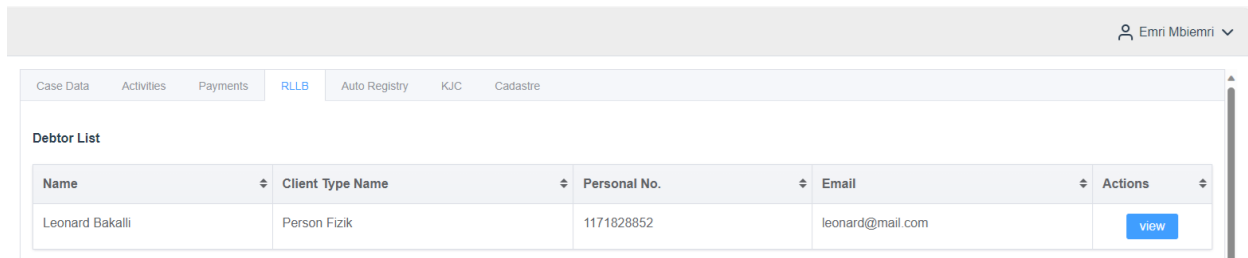 Emri Mbiemri
Case Data Activities Payments RLLB Auto Registry KJC Cadastre
Debtor List
Name Client Type Name Personal No. Email Actions
Leonard Bakalli Person Fizik 1171828852 leonard@mail.com view